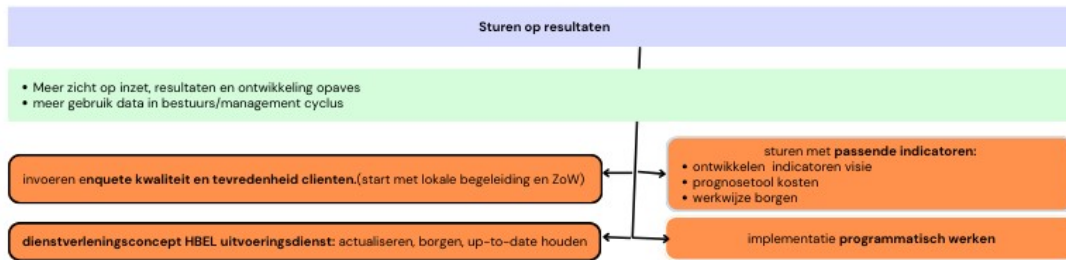 Sturen op resultaten
• Meer zicht op inzet, resultaten en ontwikkeling opaves
• meer gebruik data in bestuurs/management cyclus
invoeren enquete kwaliteit en tevredenheid clienten.(start met lokale begeleiding en ZoW)
sturen met passende indicatoren:
• ontwikkelen indicatoren visie
• prognosetool kosten
• werkwijze borgen
dienstverleningsconcept HBEL uitvoeringsdienst: actualiseren, borgen, up-to-date houden
implementatie programmatisch werken